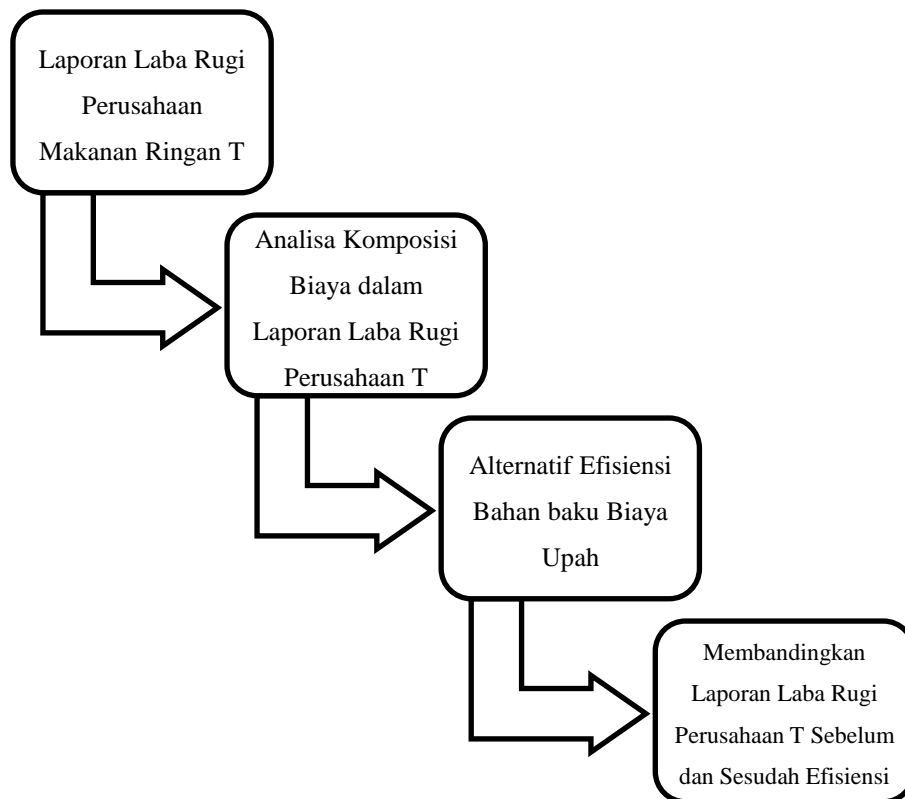 Laporan Laba Rugi
Perusahaan
Makanan Ringan T
Analisa Komposisi
Biaya dalam
Laporan Laba Rugi
Perusahaan T
Alternatif Efisiensi
Bahan baku Biaya
Upah
Membandingkan
Laporan Laba Rugi
Perusahaan T Sebelum
dan Sesudah Efisiensi